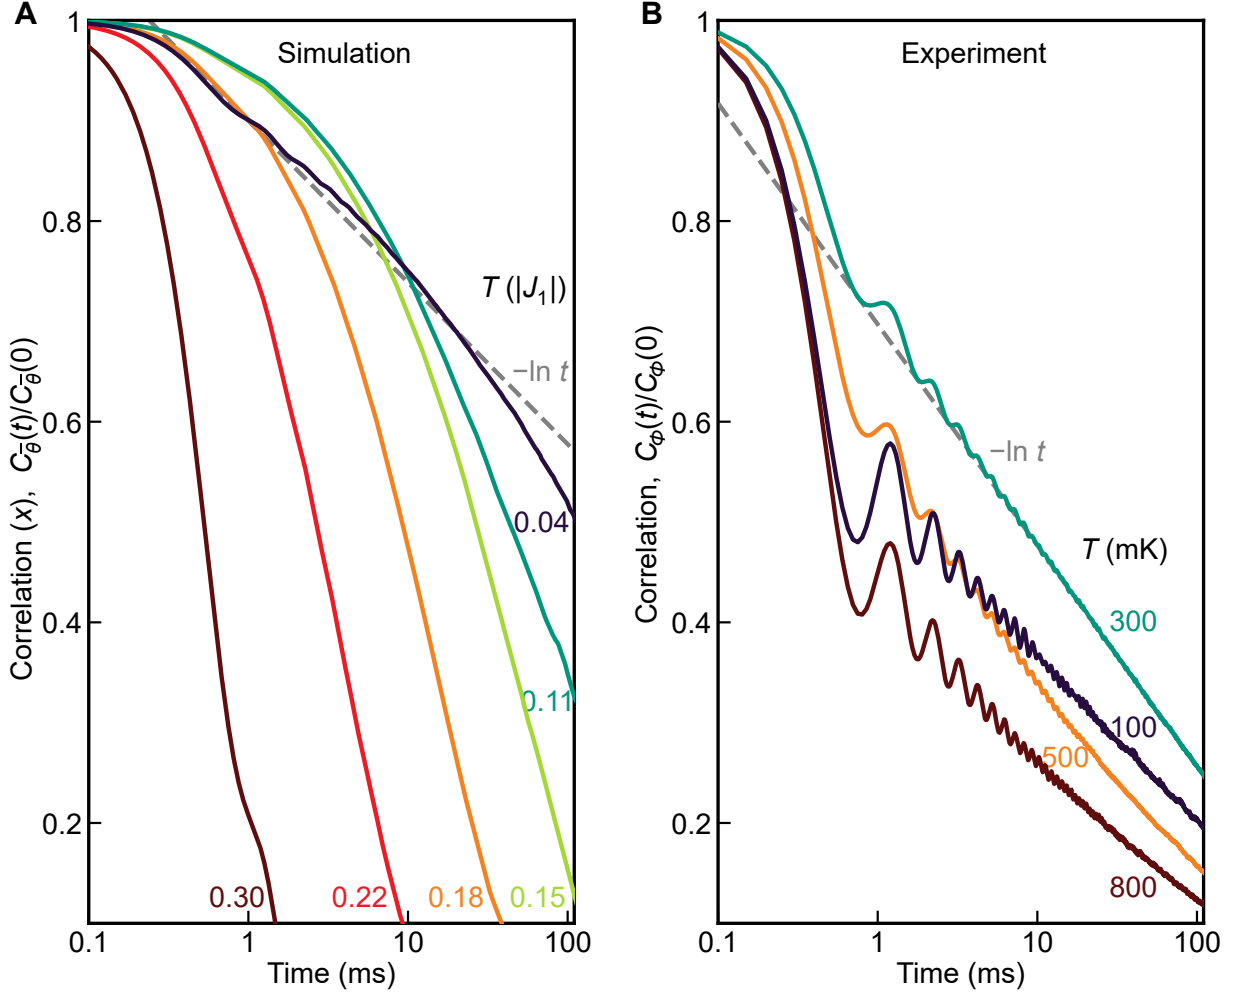 A
Simulation
Correlation (x), C_θ̅(t)/C_θ̅(0)
1
0.8
0.6
0.4
0.2
T (|J₁|)
−ln t
0.04
0.11
0.30
0.22
0.18
0.15
0.1
1
10
100
Time (ms)
B
Experiment
Correlation, C_ϕ(t)/C_ϕ(0)
1
0.8
0.6
0.4
0.2
−ln t
T (mK)
300
100
500
800
0.1
1
10
100
Time (ms)